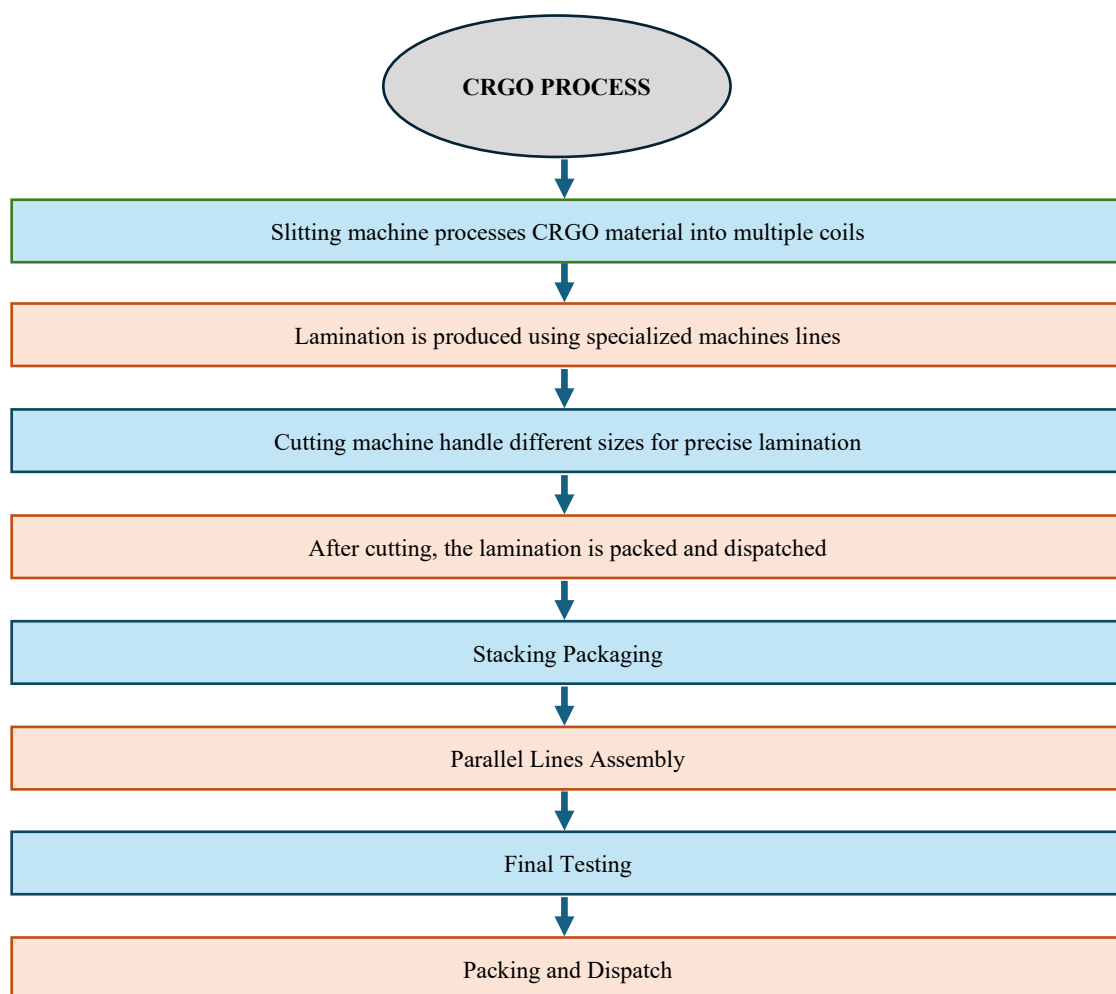 CRGO PROCESS
Slitting machine processes CRGO material into multiple coils
Lamination is produced using specialized machines lines
Cutting machine handle different sizes for precise lamination
After cutting, the lamination is packed and dispatched
Stacking Packaging
Parallel Lines Assembly
Final Testing
Packing and Dispatch